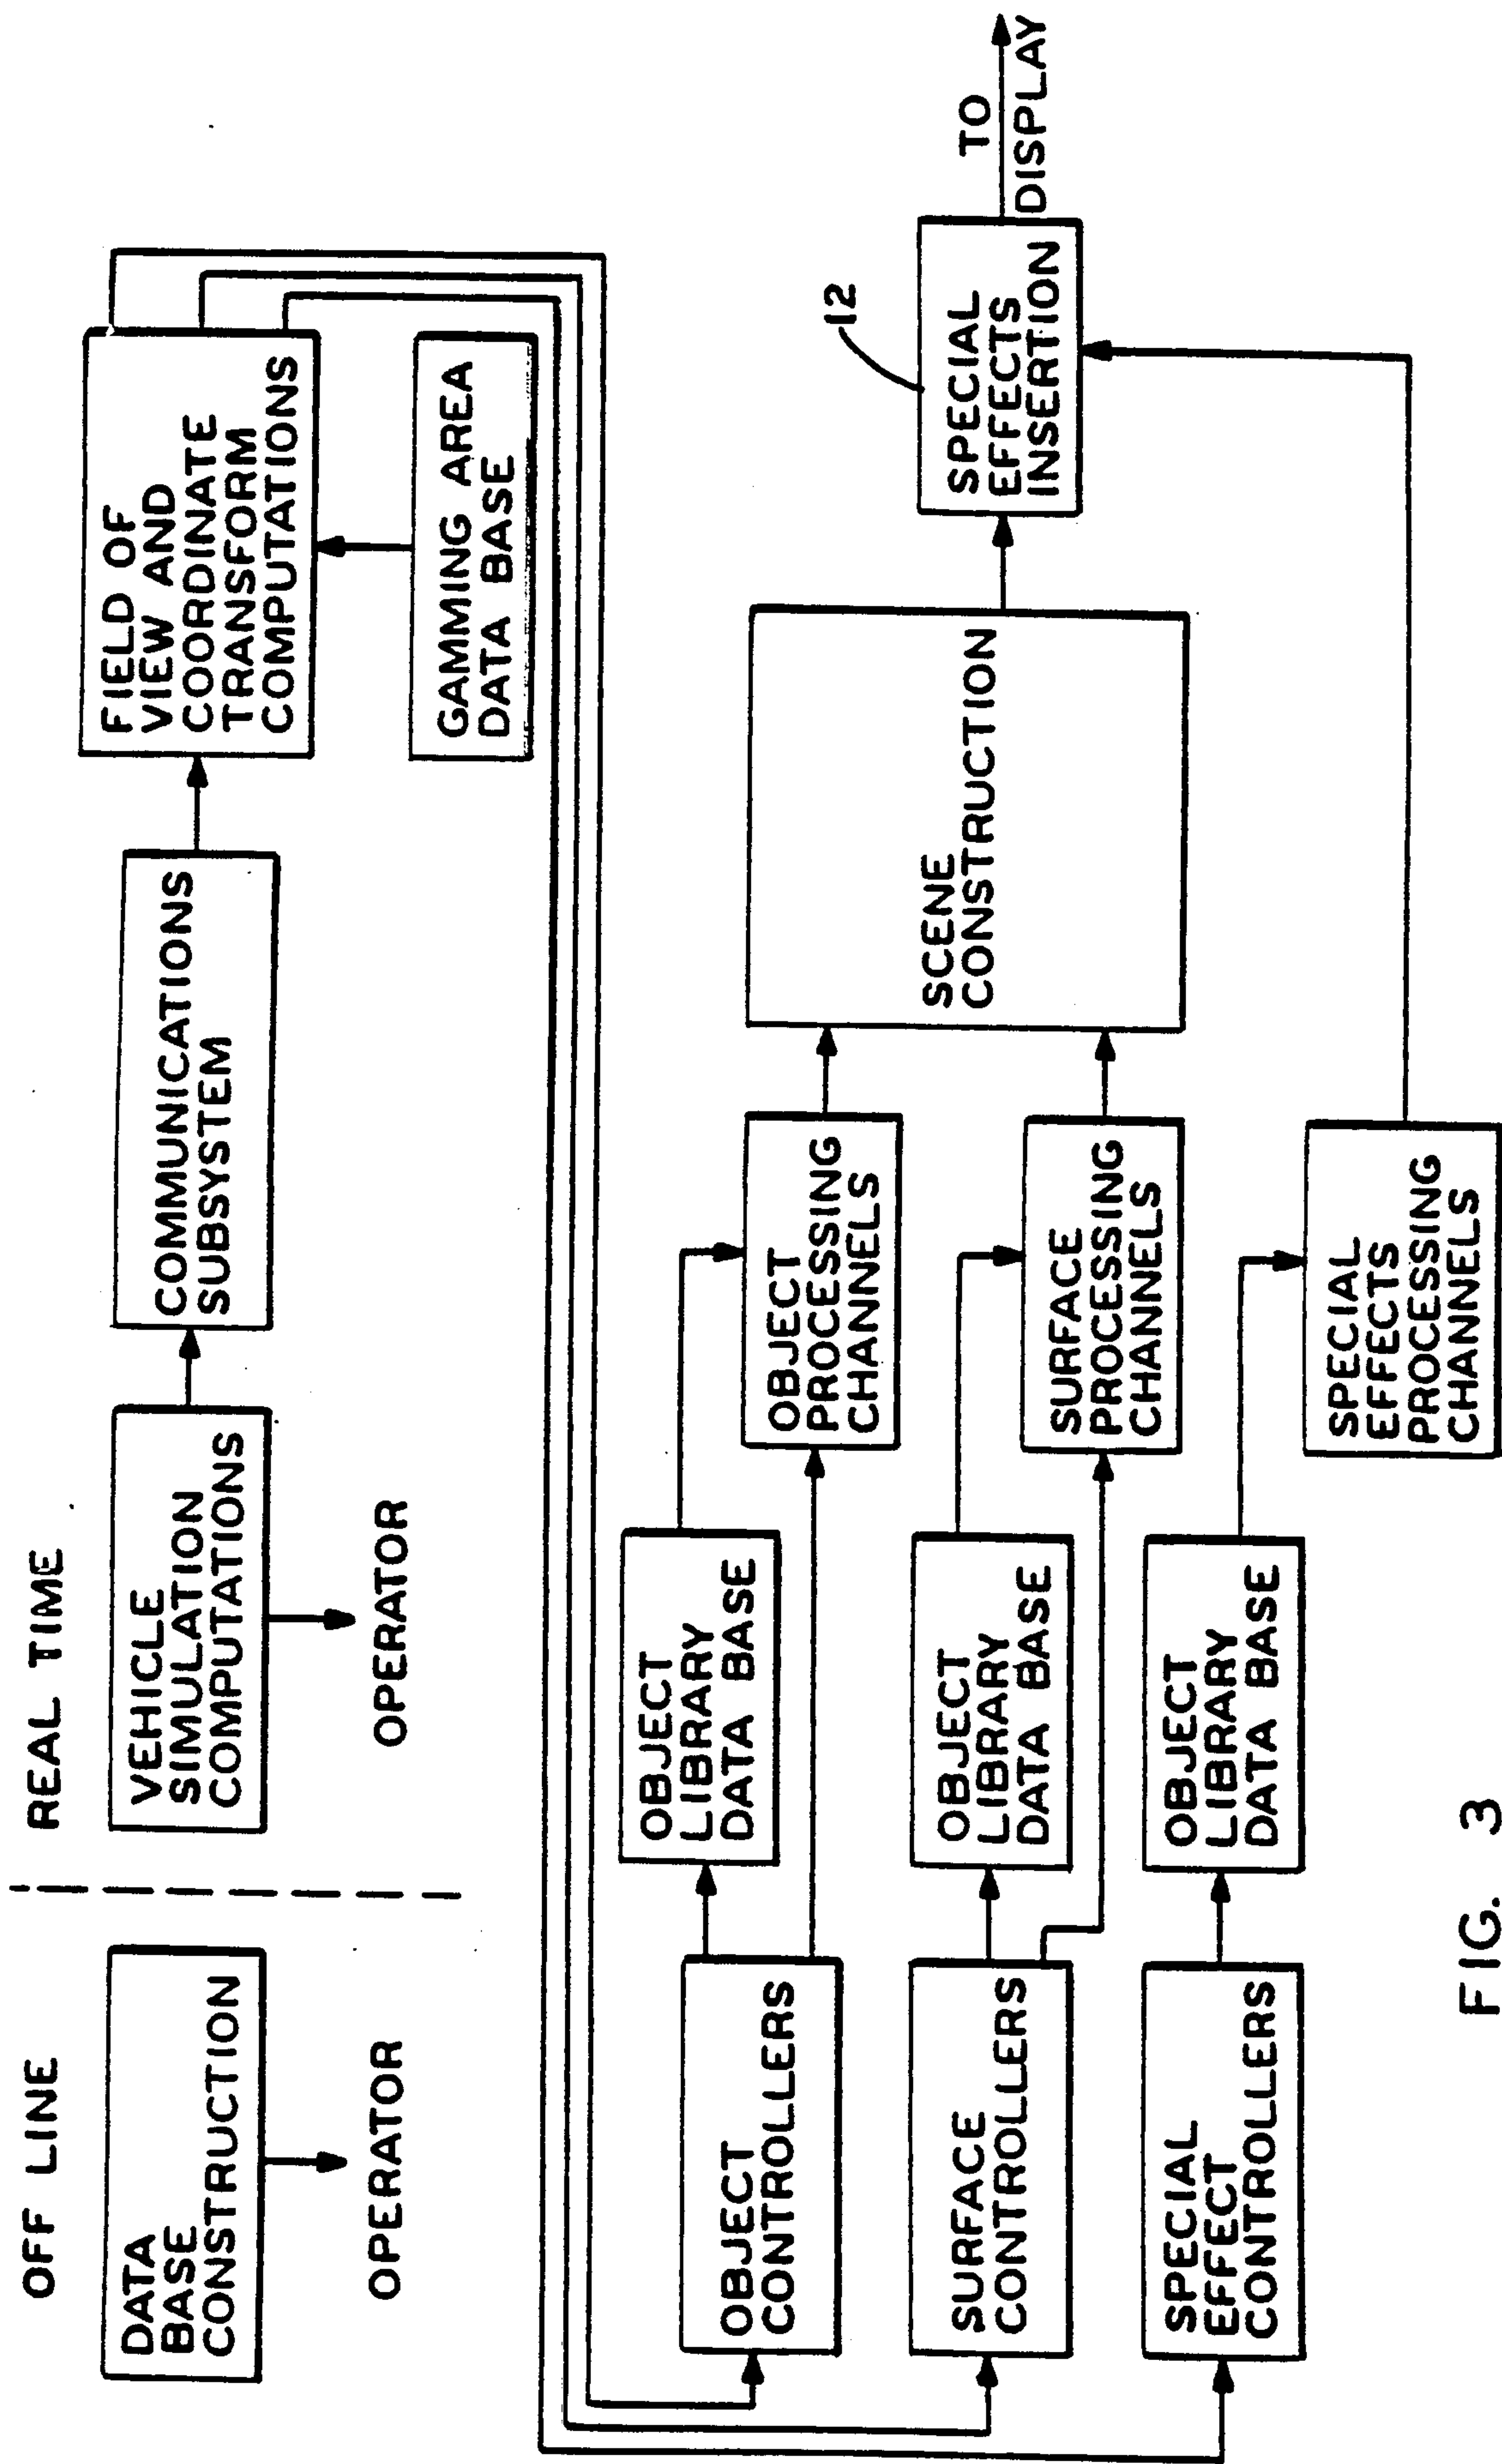 OFF LINE
REAL TIME
DATA
BASE
CONSTRUCTION
OPERATOR
VEHICLE
SIMULATION
COMPUTATIONS
OPERATOR
COMMUNICATIONS
SUBSYSTEM
FIELD OF
VIEW AND
COORDINATE
TRANSFORM
COMPUTATIONS
GAMMING AREA
DATA BASE
OBJECT
CONTROLLERS
OBJECT
LIBRARY
DATA BASE
OBJECT
PROCESSING
CHANNELS
SURFACE
CONTROLLERS
OBJECT
LIBRARY
DATA BASE
SURFACE
PROCESSING
CHANNELS
SPECIAL
EFFECT
CONTROLLERS
OBJECT
LIBRARY
DATA BASE
SPECIAL
EFFECTS
PROCESSING
CHANNELS
SCENE
CONSTRUCTION
12
SPECIAL
EFFECTS
INSERTION
TO
DISPLAY
FIG. 3